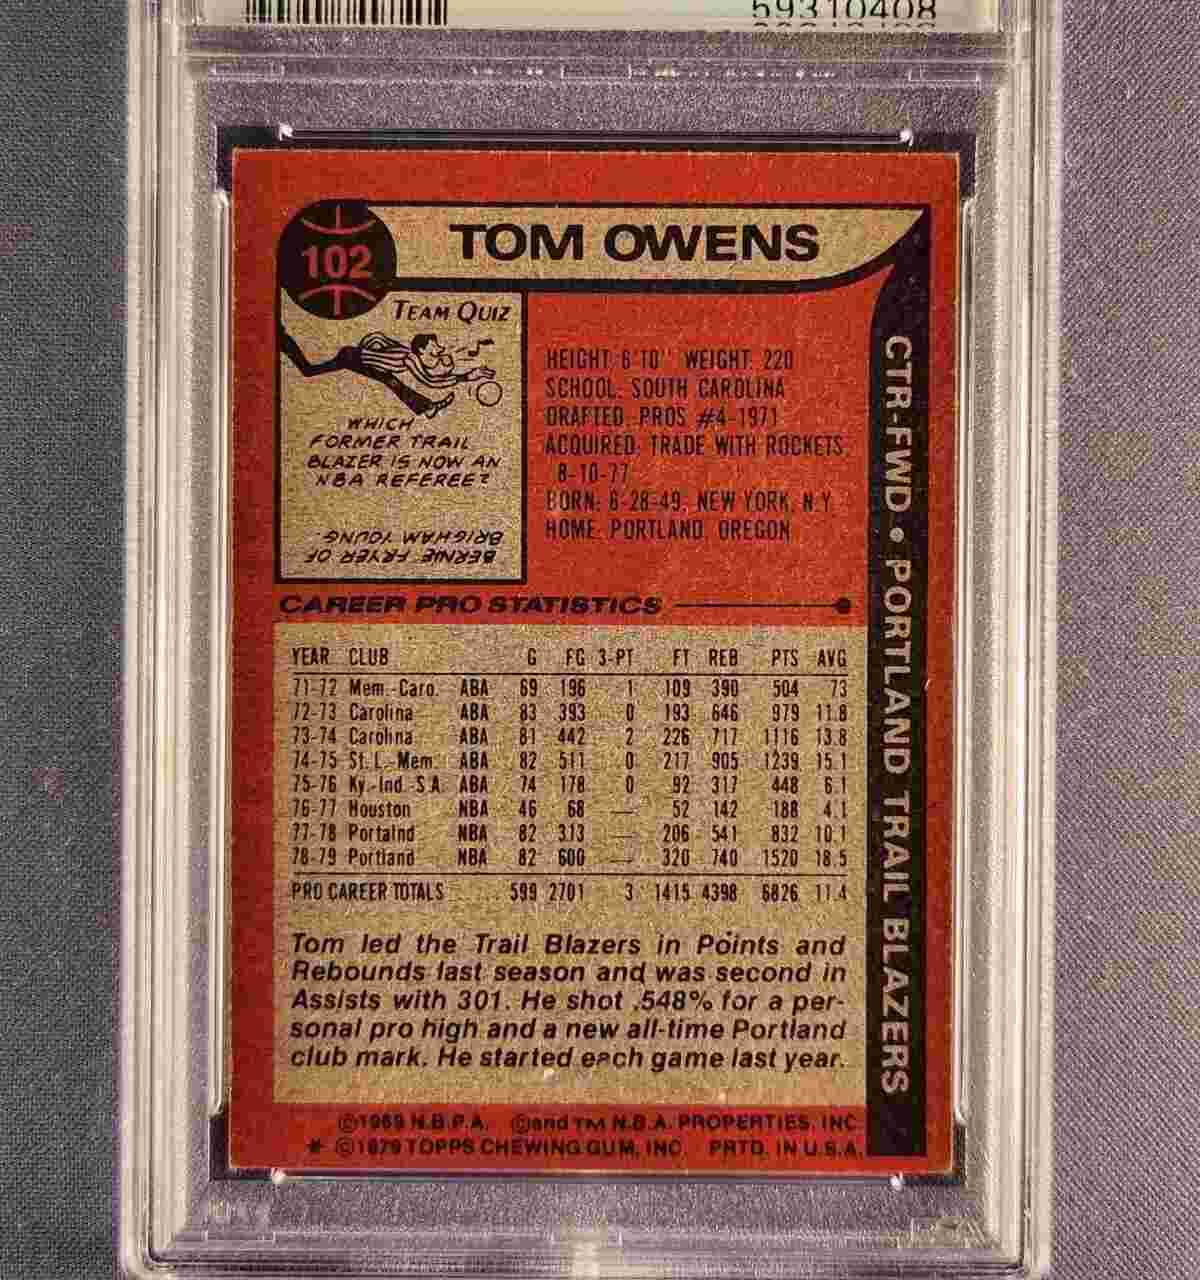 59310408
102
TOM OWENS
TEAM QUIZ
WHICH
FORMER TRAIL
BLAZER IS NOW AN
NBA REFEREE?
BERNIE FRYER OF
BRIGHAM YOUNG.
HEIGHT: 6'10" WEIGHT: 220
SCHOOL: SOUTH CAROLINA
DRAFTED: PROS #4-1971
ACQUIRED: TRADE WITH ROCKETS,
8-10-77
BORN: 6-28-49, NEW YORK, N.Y.
HOME: PORTLAND, OREGON
CTR-FWD • PORTLAND TRAIL BLAZERS
CAREER PRO STATISTICS
YEAR CLUB G FG 3-PT FT REB PTS AVG
71-72 Mem.-Caro. ABA 69 196 1 109 390 504 73
72-73 Carolina ABA 83 393 0 193 646 979 11.8
73-74 Carolina ABA 81 442 2 226 717 1116 13.8
74-75 St. L.-Mem. ABA 82 511 0 217 905 1239 15.1
75-76 Ky.-Ind.-S.A. ABA 74 178 0 92 317 448 6.1
76-77 Houston NBA 46 68 — 52 142 188 4.1
77-78 Portalnd NBA 82 313 — 206 541 832 10.1
78-79 Portland NBA 82 600 — 320 740 1520 18.5
PRO CAREER TOTALS ..... 599 2701 3 1415 4398 6826 11.4
Tom led the Trail Blazers in Points and
Rebounds last season and was second in
Assists with 301. He shot .548% for a per-
sonal pro high and a new all-time Portland
club mark. He started each game last year.
©1969 N.B.P.A. ©and TM N.B.A. PROPERTIES, INC.
* ©1979 TOPPS CHEWING GUM, INC. PRTD. IN U.S.A.